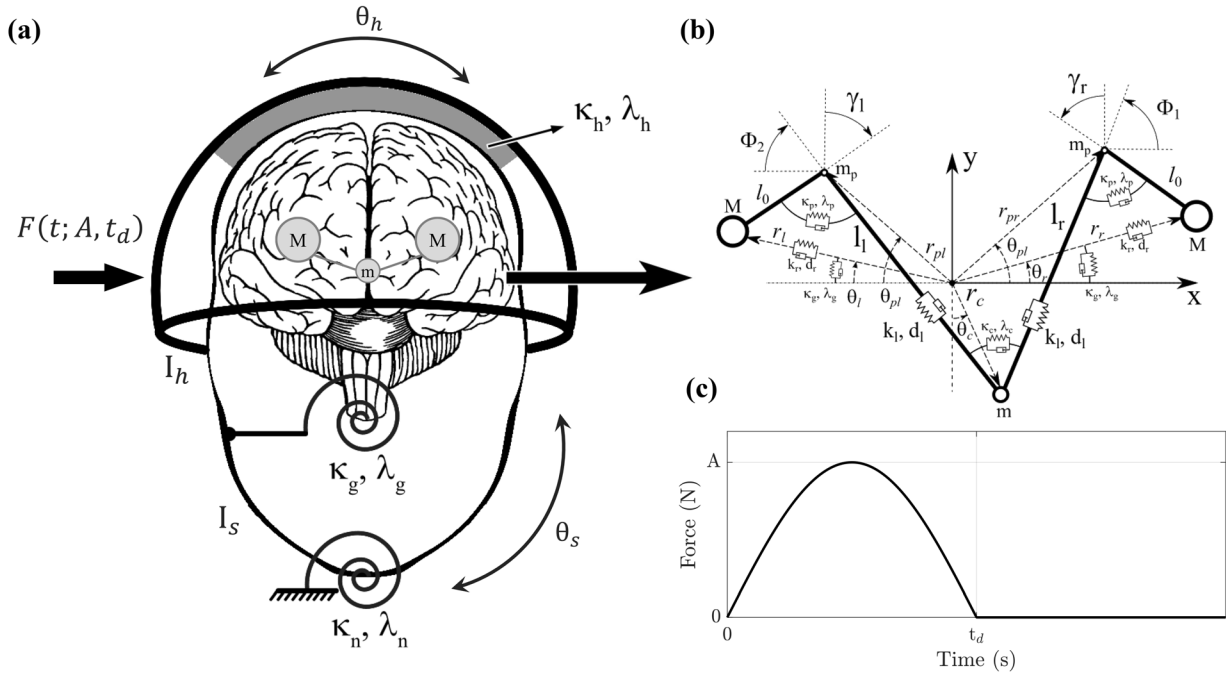 (a)
θh
κh, λh
F(t; A, td)
M
M
m
Ih
κg, λg
Is
θs
κn, λn
(b)
γl
Φ2
mp
l0
κp, λp
M
rl
ll
rpl
kr, dr
κg, λg
θl
θpl
y
x
γr
Φ1
mp
l0
κp, λp
rpr
lr
rr
M
kr, dr
θpl
θr
κg, λg
rc
θc
κc, λc
kl, dl
kl, dl
m
(c)
A
Force (N)
0
0
td
Time (s)